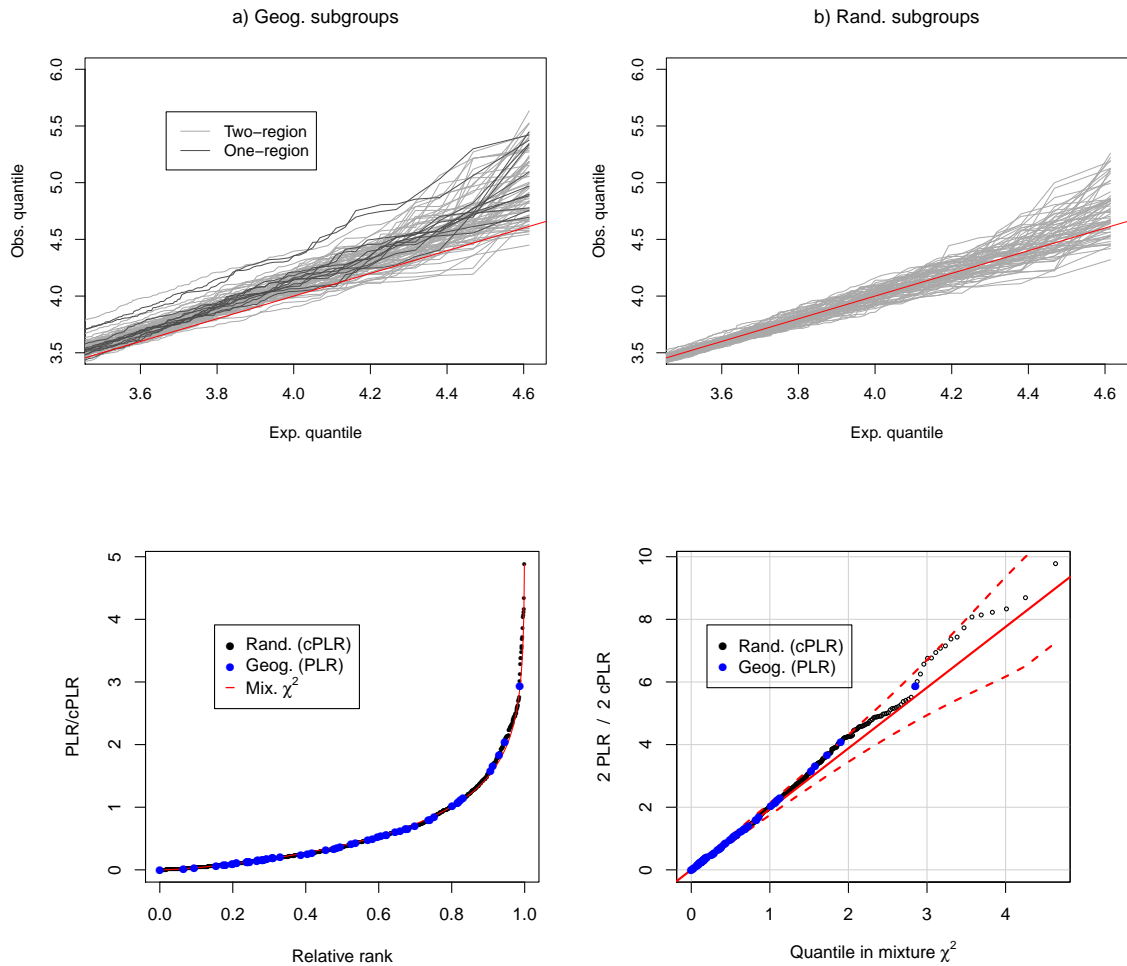 a) Geog. subgroups
b) Rand. subgroups
6.0
5.5
5.0
4.5
4.0
3.5
Obs. quantile
Two−region
One−region
3.6 3.8 4.0 4.2 4.4 4.6
Exp. quantile
6.0
5.5
5.0
4.5
4.0
3.5
Obs. quantile
3.6 3.8 4.0 4.2 4.4 4.6
Exp. quantile
5
4
3
2
1
0
PLR/cPLR
Rand. (cPLR)
Geog. (PLR)
Mix. χ²
0.0 0.2 0.4 0.6 0.8 1.0
Relative rank
10
8
6
4
2
0
2 PLR / 2 cPLR
Rand. (cPLR)
Geog. (PLR)
0 1 2 3 4
Quantile in mixture χ²